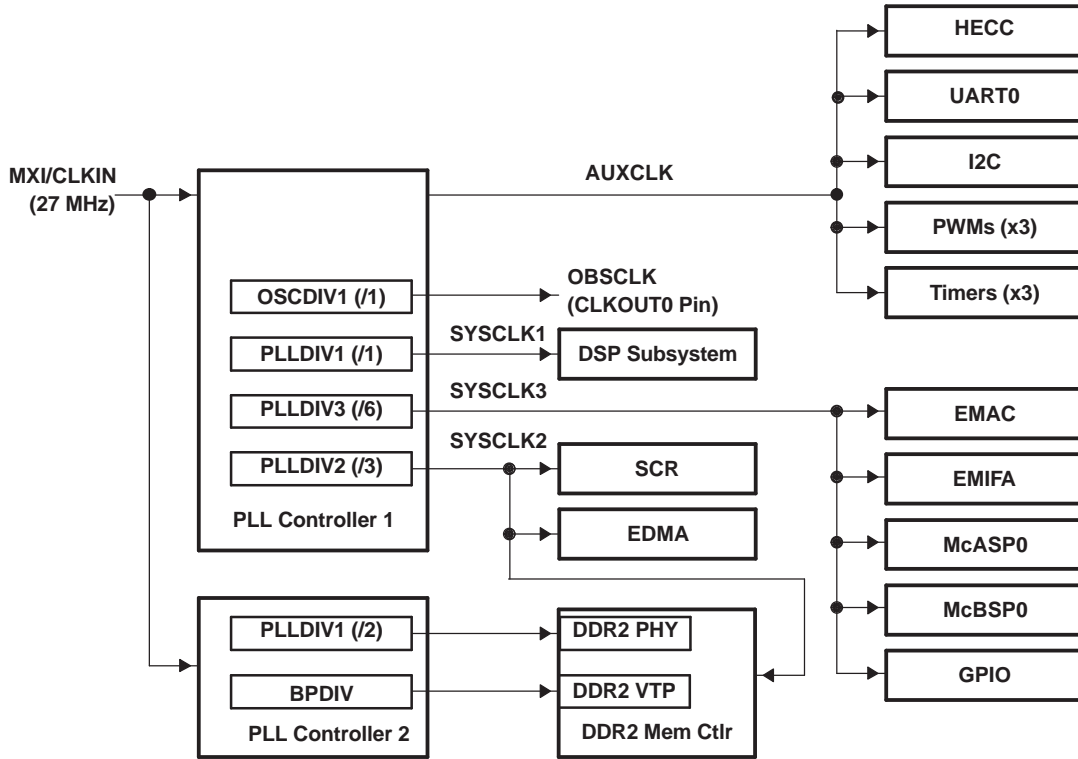 HECC
UART0
I2C
PWMs (x3)
Timers (x3)
MXI/CLKIN
(27 MHz)
AUXCLK
OSCDIV1 (/1)
OBSCLK
(CLKOUT0 Pin)
PLLDIV1 (/1)
SYSCLK1
DSP Subsystem
PLLDIV3 (/6)
SYSCLK3
PLLDIV2 (/3)
SYSCLK2
SCR
EDMA
PLL Controller 1
EMAC
EMIFA
McASP0
McBSP0
GPIO
PLLDIV1 (/2)
DDR2 PHY
BPDIV
DDR2 VTP
PLL Controller 2
DDR2 Mem Ctlr